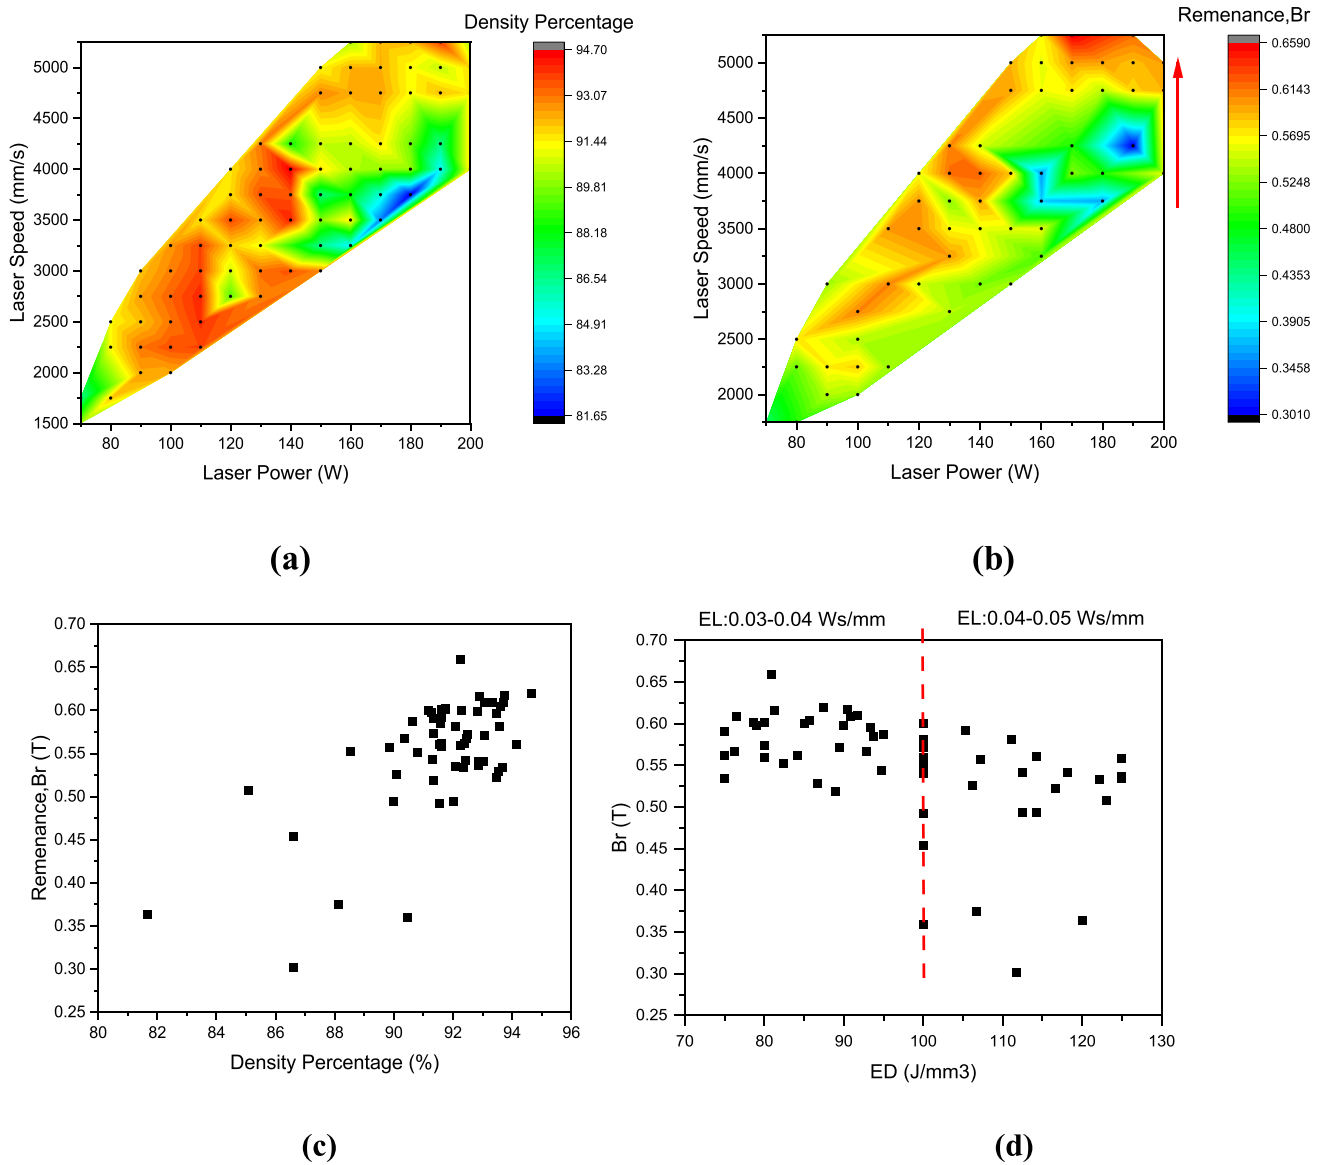 Density Percentage
94.70
93.07
91.44
89.81
88.18
86.54
84.91
83.28
81.65
5000
4500
4000
3500
3000
2500
2000
1500
Laser Speed (mm/s)
80 100 120 140 160 180 200
Laser Power (W)
(a)
Remenance,Br
0.6590
0.6143
0.5695
0.5248
0.4800
0.4353
0.3905
0.3458
0.3010
5000
4500
4000
3500
3000
2500
2000
Laser Speed (mm/s)
80 100 120 140 160 180 200
Laser Power (W)
(b)
0.70
0.65
0.60
0.55
0.50
0.45
0.40
0.35
0.30
0.25
Remenance,Br (T)
80 82 84 86 88 90 92 94 96
Density Percentage (%)
(c)
EL:0.03-0.04 Ws/mm EL:0.04-0.05 Ws/mm
0.70
0.65
0.60
0.55
0.50
0.45
0.40
0.35
0.30
0.25
Br (T)
70 80 90 100 110 120 130
ED (J/mm3)
(d)